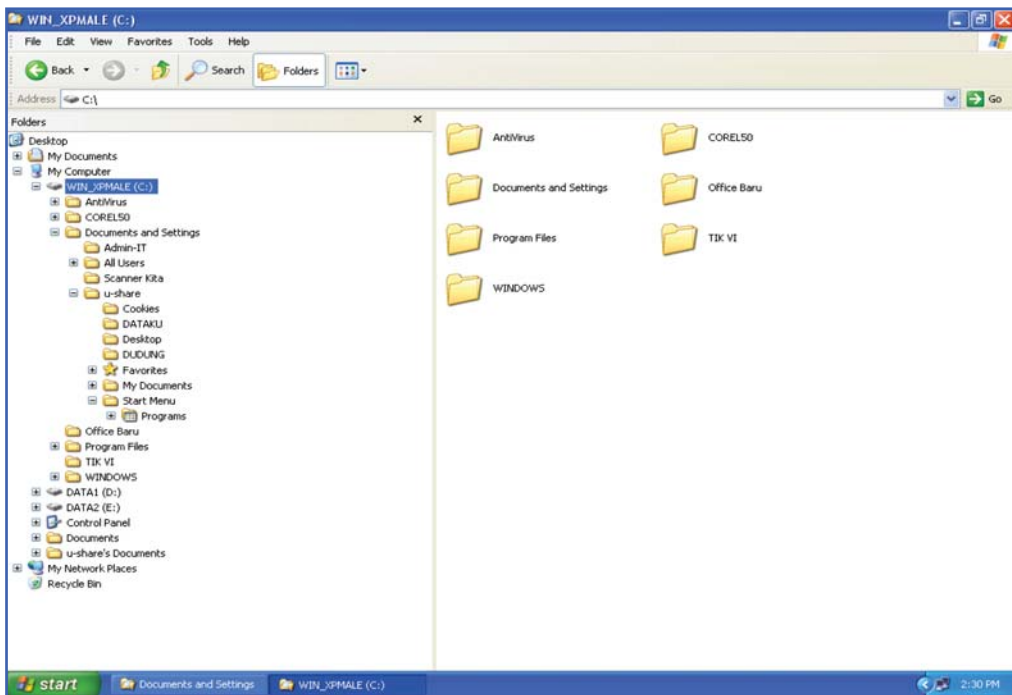 WIN_XPMALE (C:)
File Edit View Favorites Tools Help
Back Search Folders
Address C:\ Go
Folders
Desktop
My Documents
My Computer
WIN_XPMALE (C:)
AntiVirus
COREL50
Documents and Settings
Admin-IT
All Users
Scanner Kita
u-share
Cookies
DATAKU
Desktop
DUDUNG
Favorites
My Documents
Start Menu
Programs
Office Baru
Program Files
TIK VI
WINDOWS
DATA1 (D:)
DATA2 (E:)
Control Panel
Documents
u-share's Documents
My Network Places
Recycle Bin
AntiVirus COREL50
Documents and Settings Office Baru
Program Files TIK VI
WINDOWS
start Documents and Settings WIN_XPMALE (C:) 2:30 PM